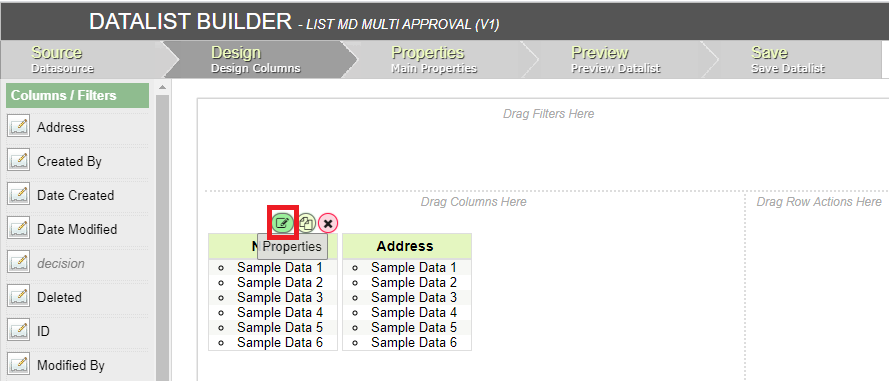 DATALIST BUILDER - LIST MD MULTI APPROVAL (V1)
Source
Datasource
Design
Design Columns
Properties
Main Properties
Preview
Preview Datalist
Save
Save Datalist
Columns / Filters
Address
Created By
Date Created
Date Modified
decision
Deleted
ID
Modified By
Drag Filters Here
Drag Columns Here
Drag Row Actions Here
Properties
Address
Sample Data 1
Sample Data 2
Sample Data 3
Sample Data 4
Sample Data 5
Sample Data 6
Sample Data 1
Sample Data 2
Sample Data 3
Sample Data 4
Sample Data 5
Sample Data 6